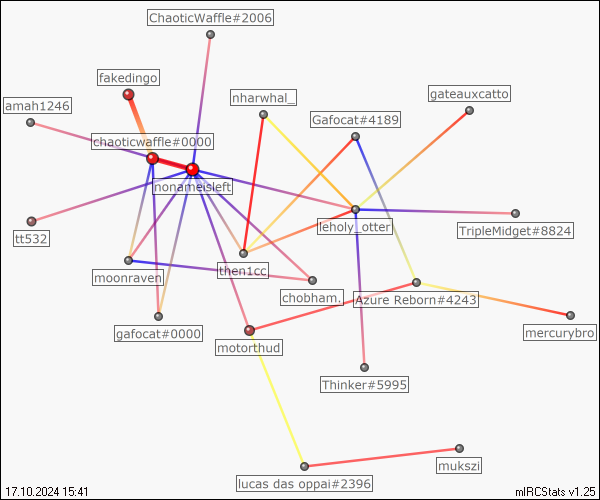 ChaoticWaffle#2006
fakedingo
gateauxcatto
nharwhal_
amah1246
Gafocat#4189
chaoticwaffle#0000
nonameisleft
leholy_otter
TripleMidget#8824
tt532
moonraven
then1cc
chobham.
Azure Reborn#4243
gafocat#0000
mercurybro
motorthud
Thinker#5995
mukszi
lucas das oppai#2396
17.10.2024 15:41
mIRCStats v1.25